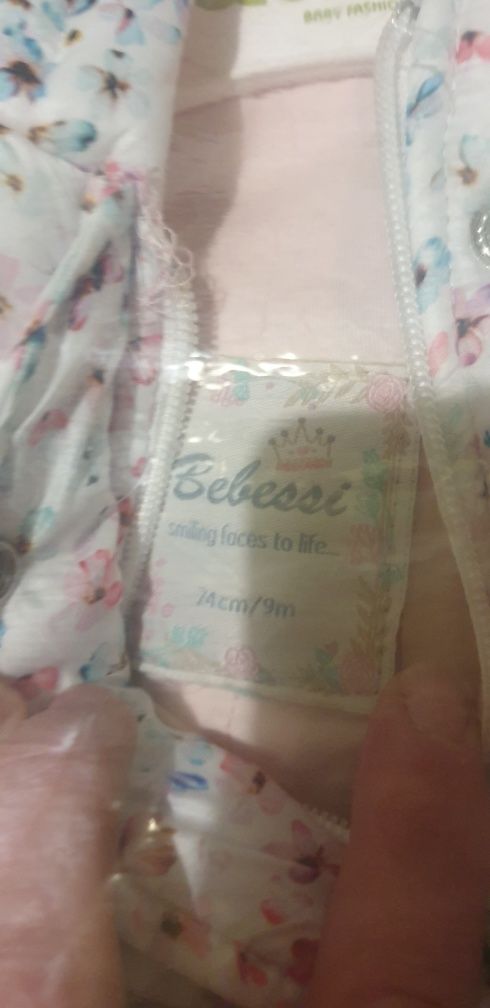 BABY FASHION
Bebessi
smiling faces to life...
74cm/9m